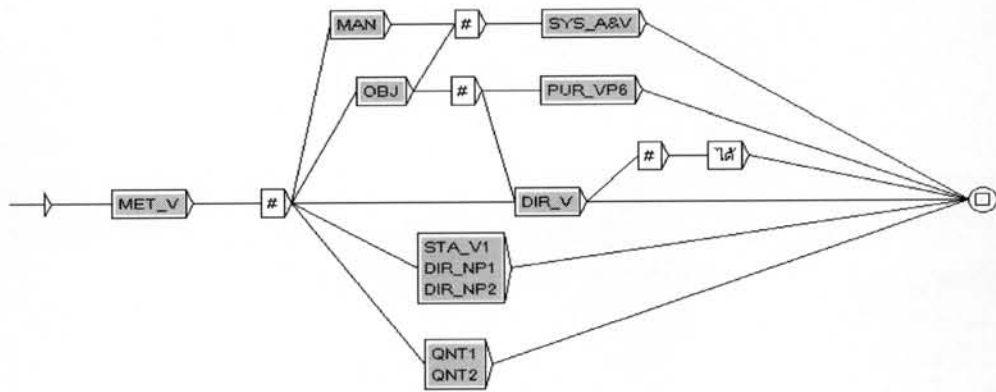 MAN # SYS_A&V
OBJ # PUR_VP6
# ได้
MET_V # DIR_V
STA_V1
DIR_NP1
DIR_NP2
QNT1
QNT2